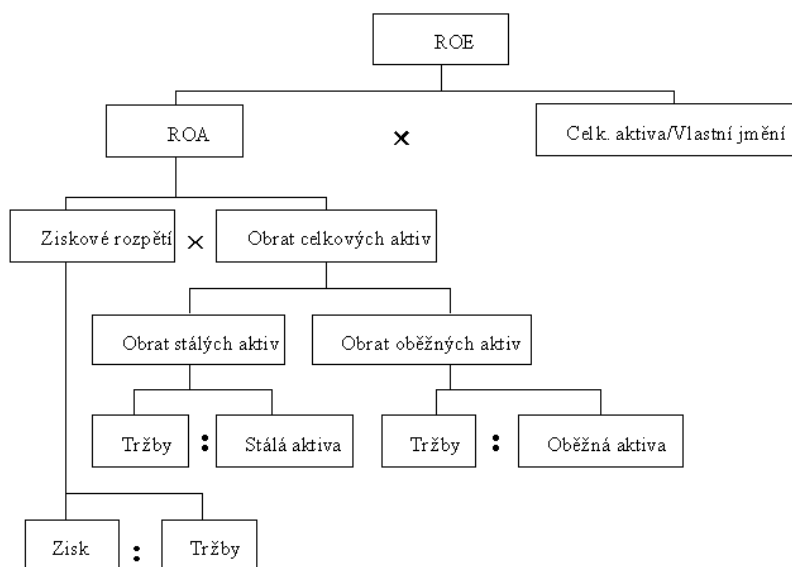 ROE
ROA
×
Celk. aktiva/Vlastní jmění
Ziskové rozpětí
×
Obrat celkových aktiv
Obrat stálých aktiv
Obrat oběžných aktiv
Tržby
:
Stálá aktiva
Tržby
:
Oběžná aktiva
Zisk
:
Tržby